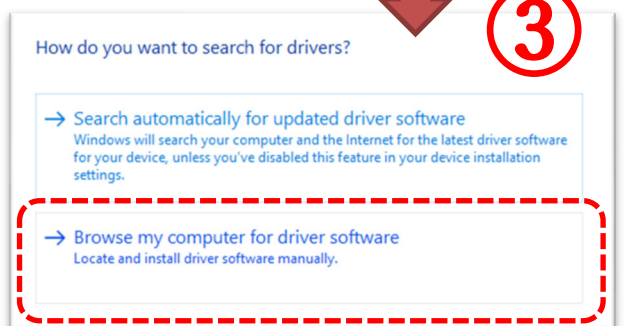 ③
How do you want to search for drivers?
→ Search automatically for updated driver software
Windows will search your computer and the Internet for the latest driver software
for your device, unless you've disabled this feature in your device installation
settings.
→ Browse my computer for driver software
Locate and install driver software manually.